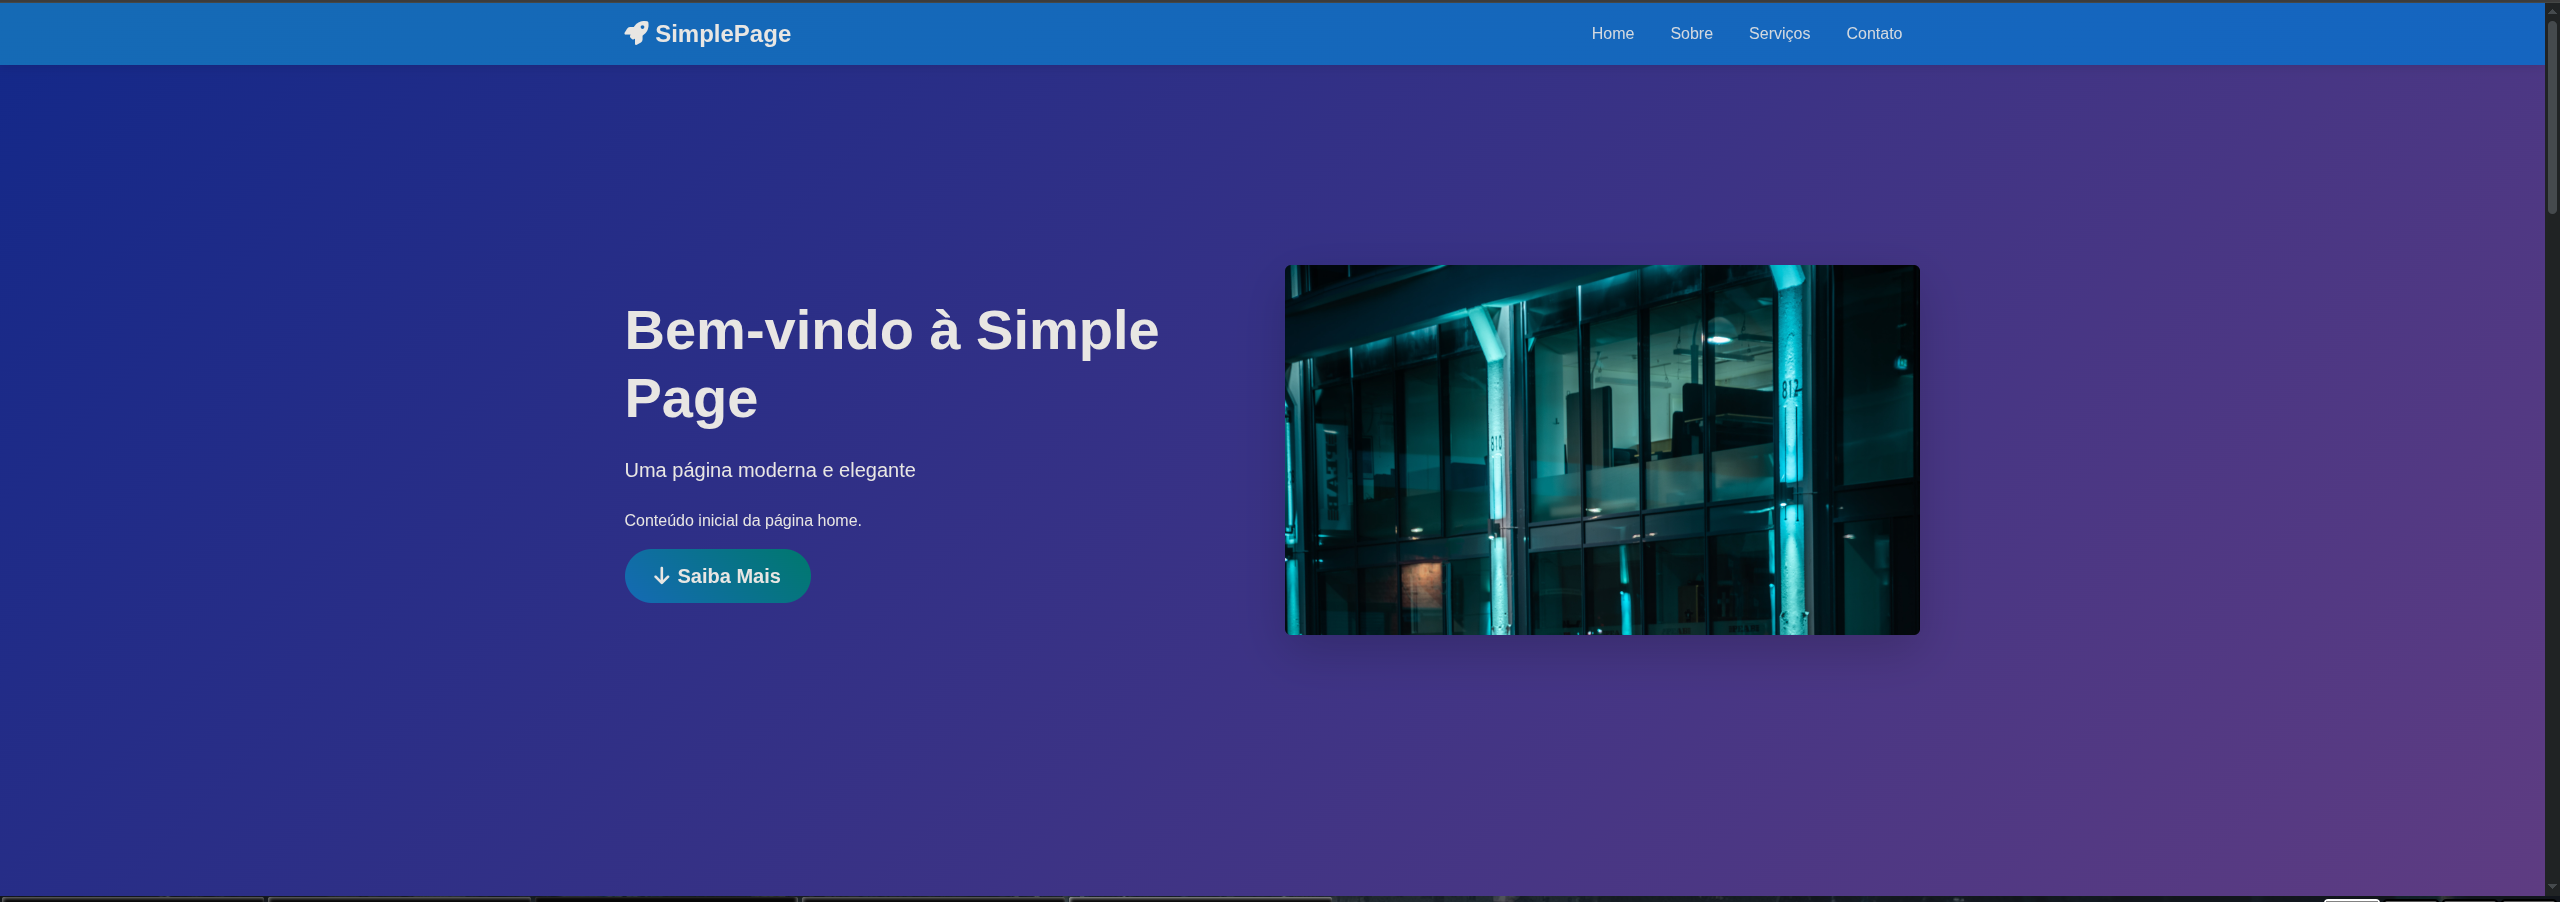 SimplePage
Home Sobre Serviços Contato
Bem-vindo à Simple
Page
Uma página moderna e elegante
Conteúdo inicial da página home.
Saiba Mais
810
812